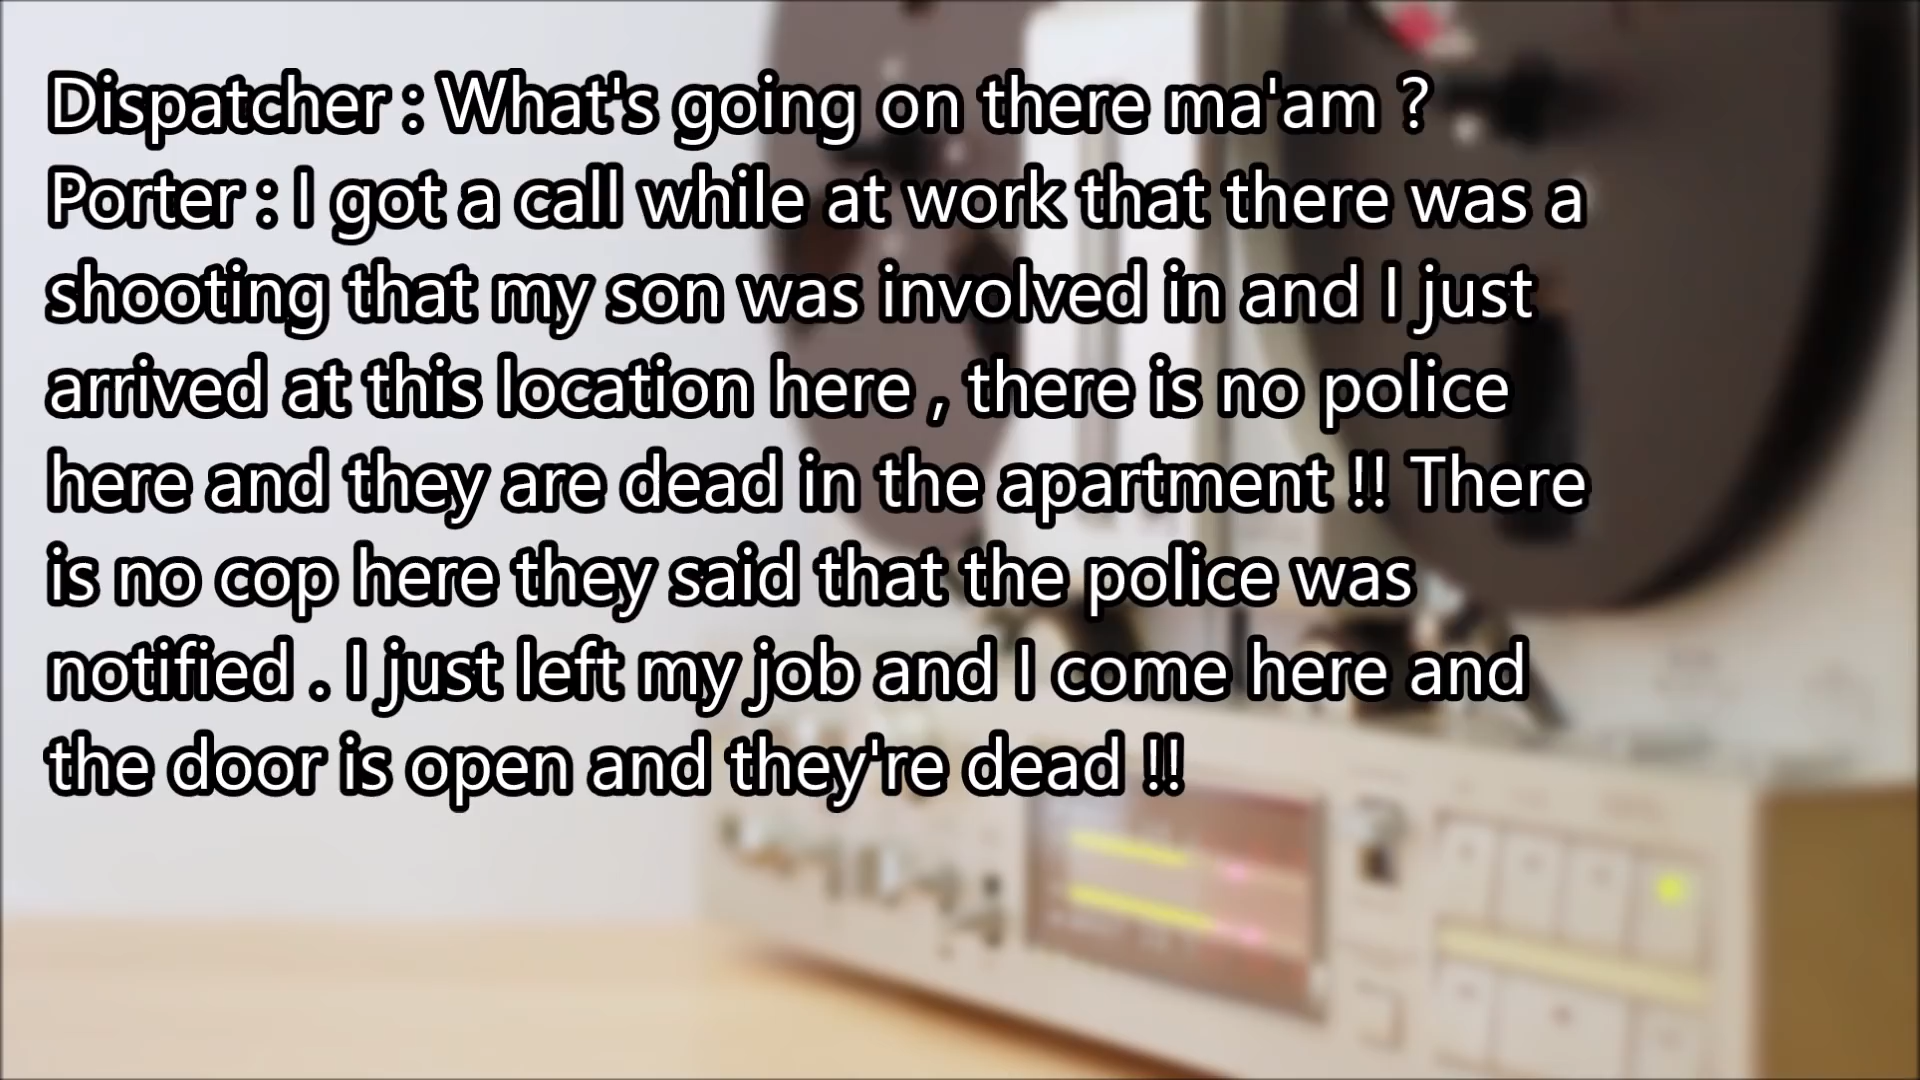 Dispatcher : What's going on there ma'am ?
Porter : I got a call while at work that there was a
shooting that my son was involved in and I just
arrived at this location here , there is no police
here and they are dead in the apartment !! There
is no cop here they said that the police was
notified . I just left my job and I come here and
the door is open and they're dead !!